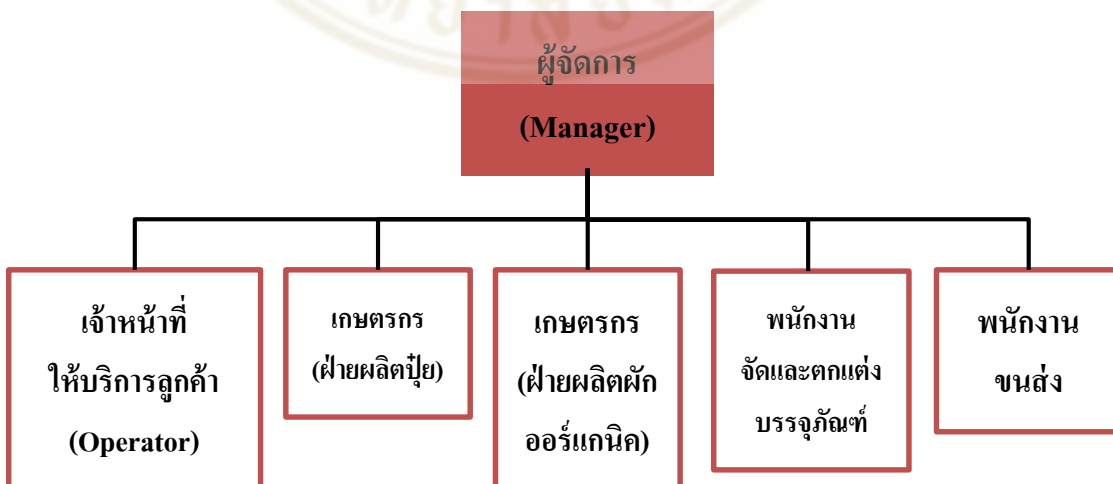 ผู้จัดการ
(Manager)
เจ้าหน้าที่
ให้บริการลูกค้า
(Operator)
เกษตรกร
(ฝ่ายผลิตปุ๋ย)
เกษตรกร
(ฝ่ายผลิตผัก
ออร์แกนิค)
พนักงาน
จัดและตกแต่ง
บรรจุภัณฑ์
พนักงาน
ขนส่ง